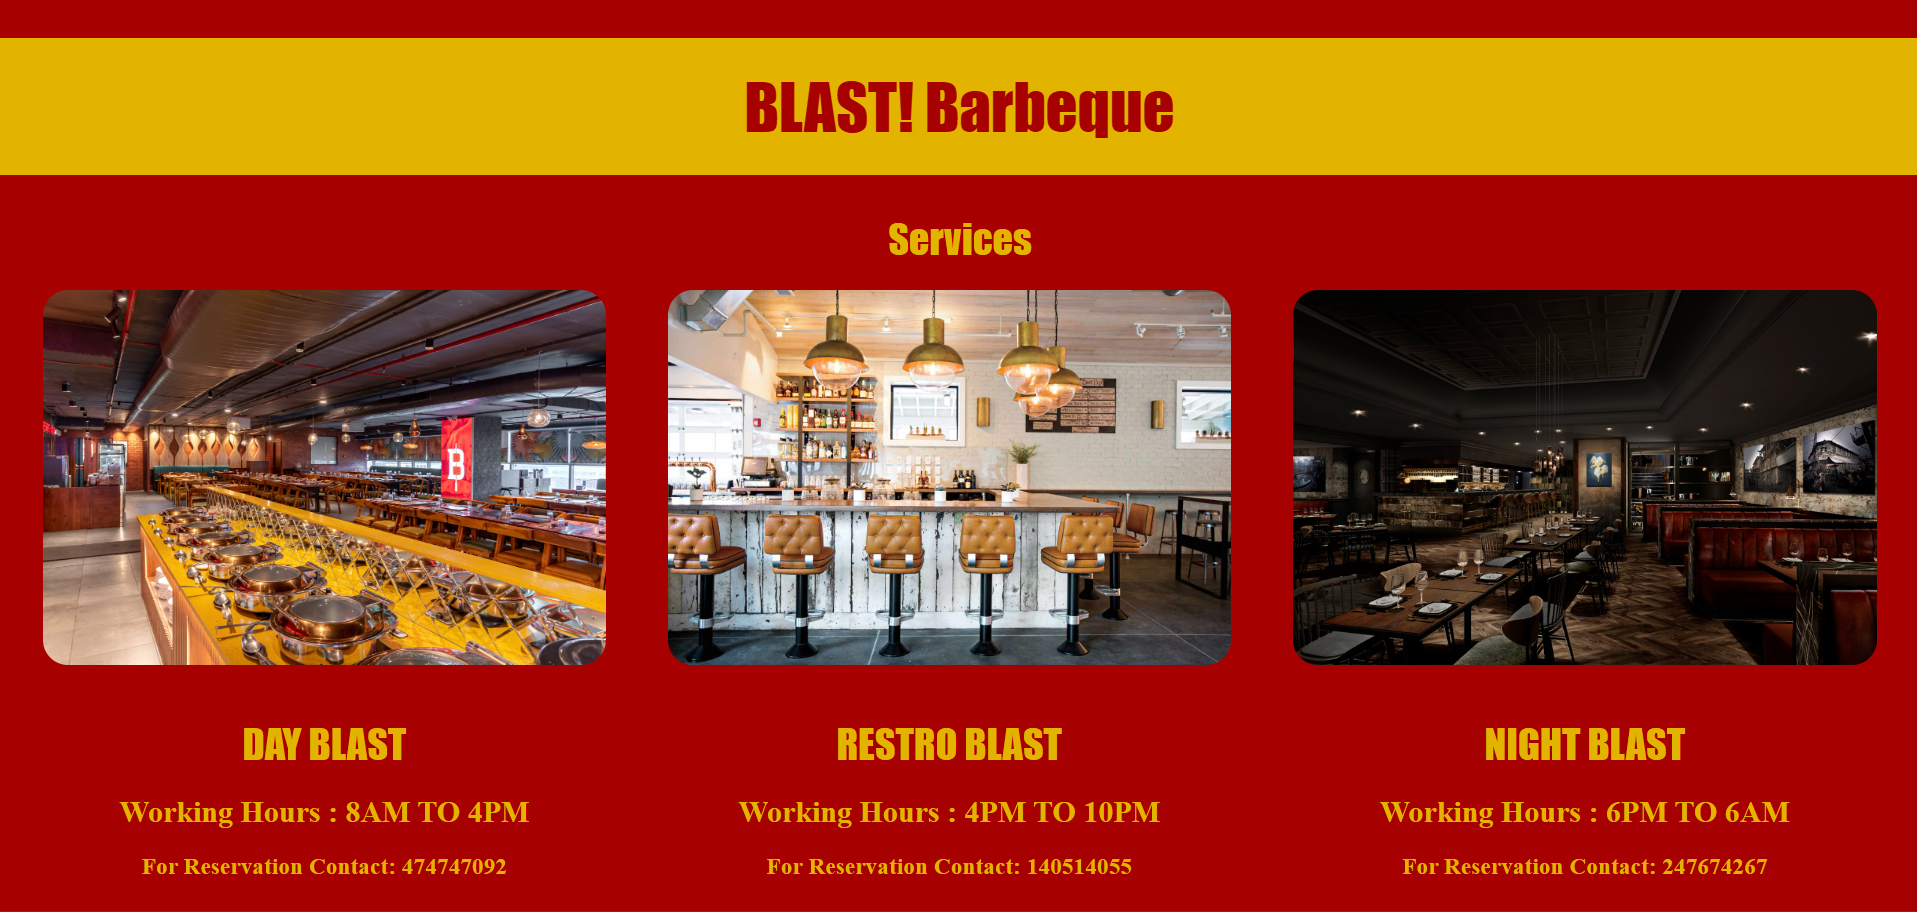 BLAST! Barbeque
Services
B
DAY BLAST
RESTRO BLAST
NIGHT BLAST
Working Hours : 8AM TO 4PM
Working Hours : 4PM TO 10PM
Working Hours : 6PM TO 6AM
For Reservation Contact: 474747092
For Reservation Contact: 140514055
For Reservation Contact: 247674267